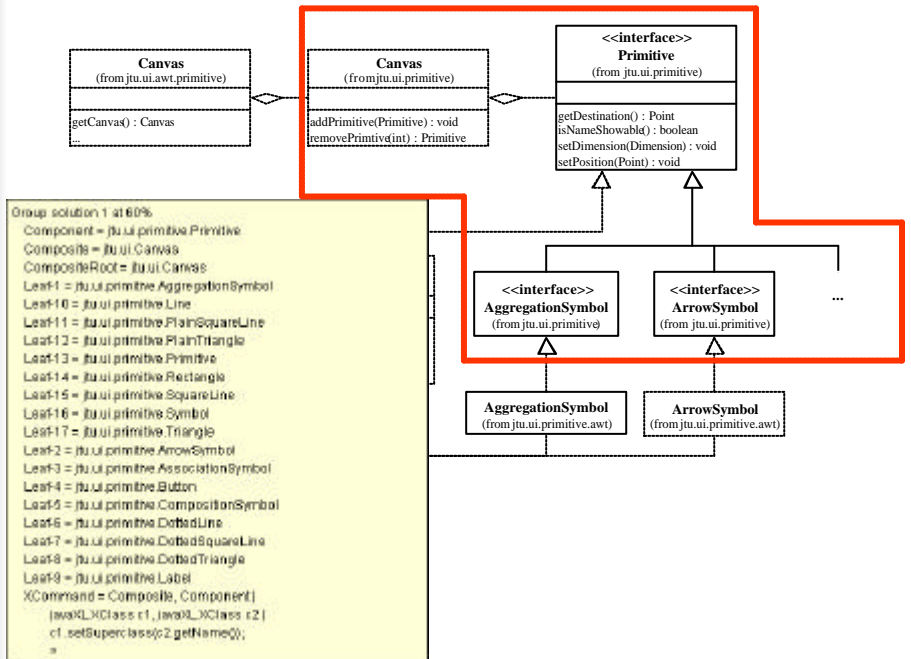 Canvas
(from jtu.ui.awt.primitive)
getCanvas() : Canvas
...
Canvas
(from jtu.ui.primitive)
addPrimitive(Primitive) : void
removePrimtive(int) : Primitive
<<interface>>
Primitive
(from jtu.ui.primitive)
getDestination() : Point
isNameShowable() : boolean
setDimension(Dimension) : void
setPosition(Point) : void
<<interface>>
AggregationSymbol
(from jtu.ui.primitive)
<<interface>>
ArrowSymbol
(from jtu.ui.primitive)
...
AggregationSymbol
(from jtu.ui.primitive.awt)
ArrowSymbol
(from jtu.ui.primitive.awt)
Group solution 1 at 60%
Component = jtu.ui.primitive.Primitive
Composite = jtu.ui.Canvas
CompositeRoot = jtu.ui.Canvas
Leaf-1 = jtu.ui.primitive.AggregationSymbol
Leaf-10 = jtu.ui.primitive.Line
Leaf-11 = jtu.ui.primitive.PlainSquareLine
Leaf-12 = jtu.ui.primitive.PlainTriangle
Leaf-13 = jtu.ui.primitive.Primitive
Leaf-14 = jtu.ui.primitive.Rectangle
Leaf-15 = jtu.ui.primitive.SquareLine
Leaf-16 = jtu.ui.primitive.Symbol
Leaf-17 = jtu.ui.primitive.Triangle
Leaf-2 = jtu.ui.primitive.ArrowSymbol
Leaf-3 = jtu.ui.primitive.AssociationSymbol
Leaf-4 = jtu.ui.primitive.Button
Leaf-5 = jtu.ui.primitive.CompositionSymbol
Leaf-6 = jtu.ui.primitive.DottedLine
Leaf-7 = jtu.ui.primitive.DottedSquareLine
Leaf-8 = jtu.ui.primitive.DottedTriangle
Leaf-9 = jtu.ui.primitive.Label
XCommand = Composite, Component|
c1.setSuperclass(c2.getName());